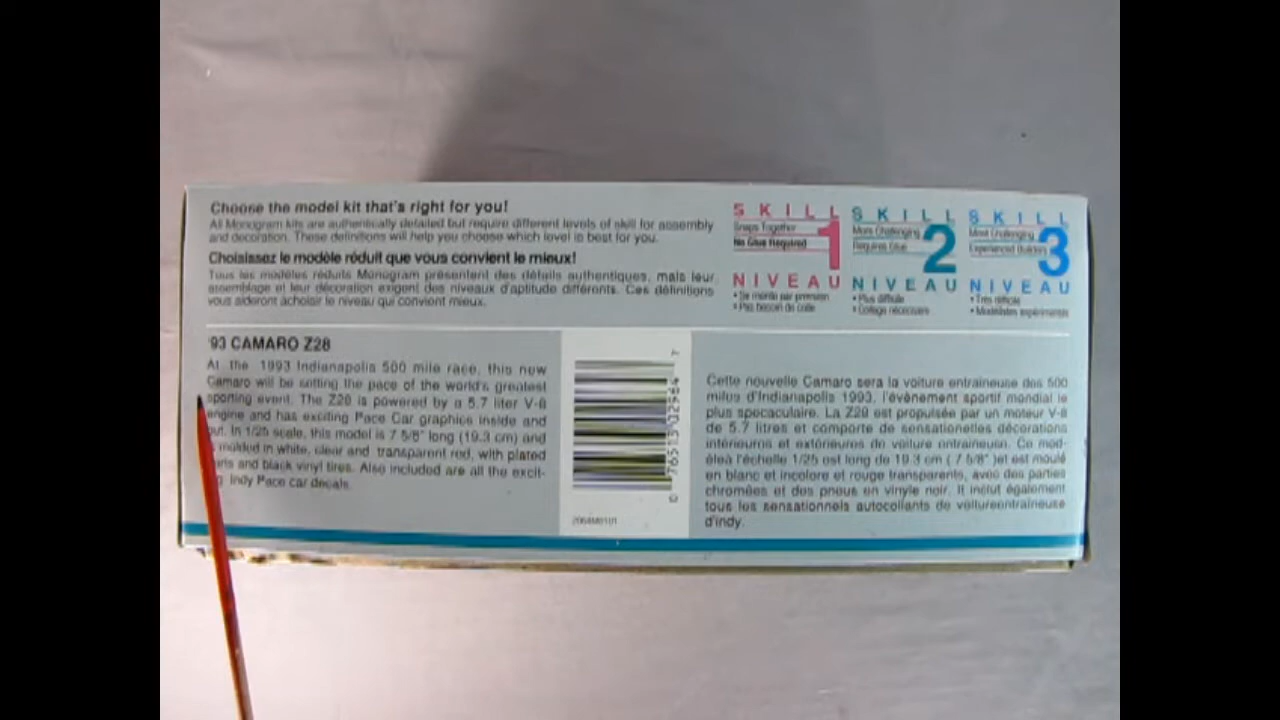 Choose the model kit that's right for you!
All Monogram kits are authentically detailed but require different levels of skill for assembly
and decoration. These definitions will help you choose which level is best for you.
Choisissez le modèle réduit que vous convient le mieux!
Tous les modèles réduits Monogram présentent des détails authentiques, mais leur
assemblage et leur décoration exigent des niveaux d'aptitude différents. Ces définitions
vous aideront àchoisir le niveau qui convient mieux.
SKILL 1
Snaps Together
No Glue Required
NIVEAU
• Se monte par pression
• Pas besoin de colle
SKILL 2
More Challenging
Requires Glue
NIVEAU
• Plus difficile
• Collage nécessaire
SKILL 3
Most Challenging
Experienced Builders
NIVEAU
• Très difficile
• Modélistes expérimentés
'93 CAMARO Z28
At the 1993 Indianapolis 500 mile race, this new
Camaro will be setting the pace of the world's greatest
sporting event. The Z28 is powered by a 5.7 liter V-8
engine and has exciting Pace Car graphics inside and
out. In 1/25 scale, this model is 7 5/8" long (19.3 cm) and
molded in white, clear and transparent red, with plated
and black vinyl tires. Also included are all the excit-
Indy Pace car decals.
0 76513 02964 7
Cette nouvelle Camaro sera la voiture entraineuse des 500
milus d'Indianapolis 1993, l'évènement sportif mondial le
plus specaculaire. La Z28 est propulsée par un moteur V-8
de 5.7 litres et comporte de sensationelles décorations
intérieures et extérieures de voiture entraineuse. Ce mod-
èleà l'échelle 1/25 est long de 19.3 cm ( 7 5/8" )et est moulé
en blanc et incolore et rouge transparents, avec des parties
chromées et des pneus en vinyle noir. Il inclut également
tous les sensationnels autocollants de voitureentraineuse
d'indy.